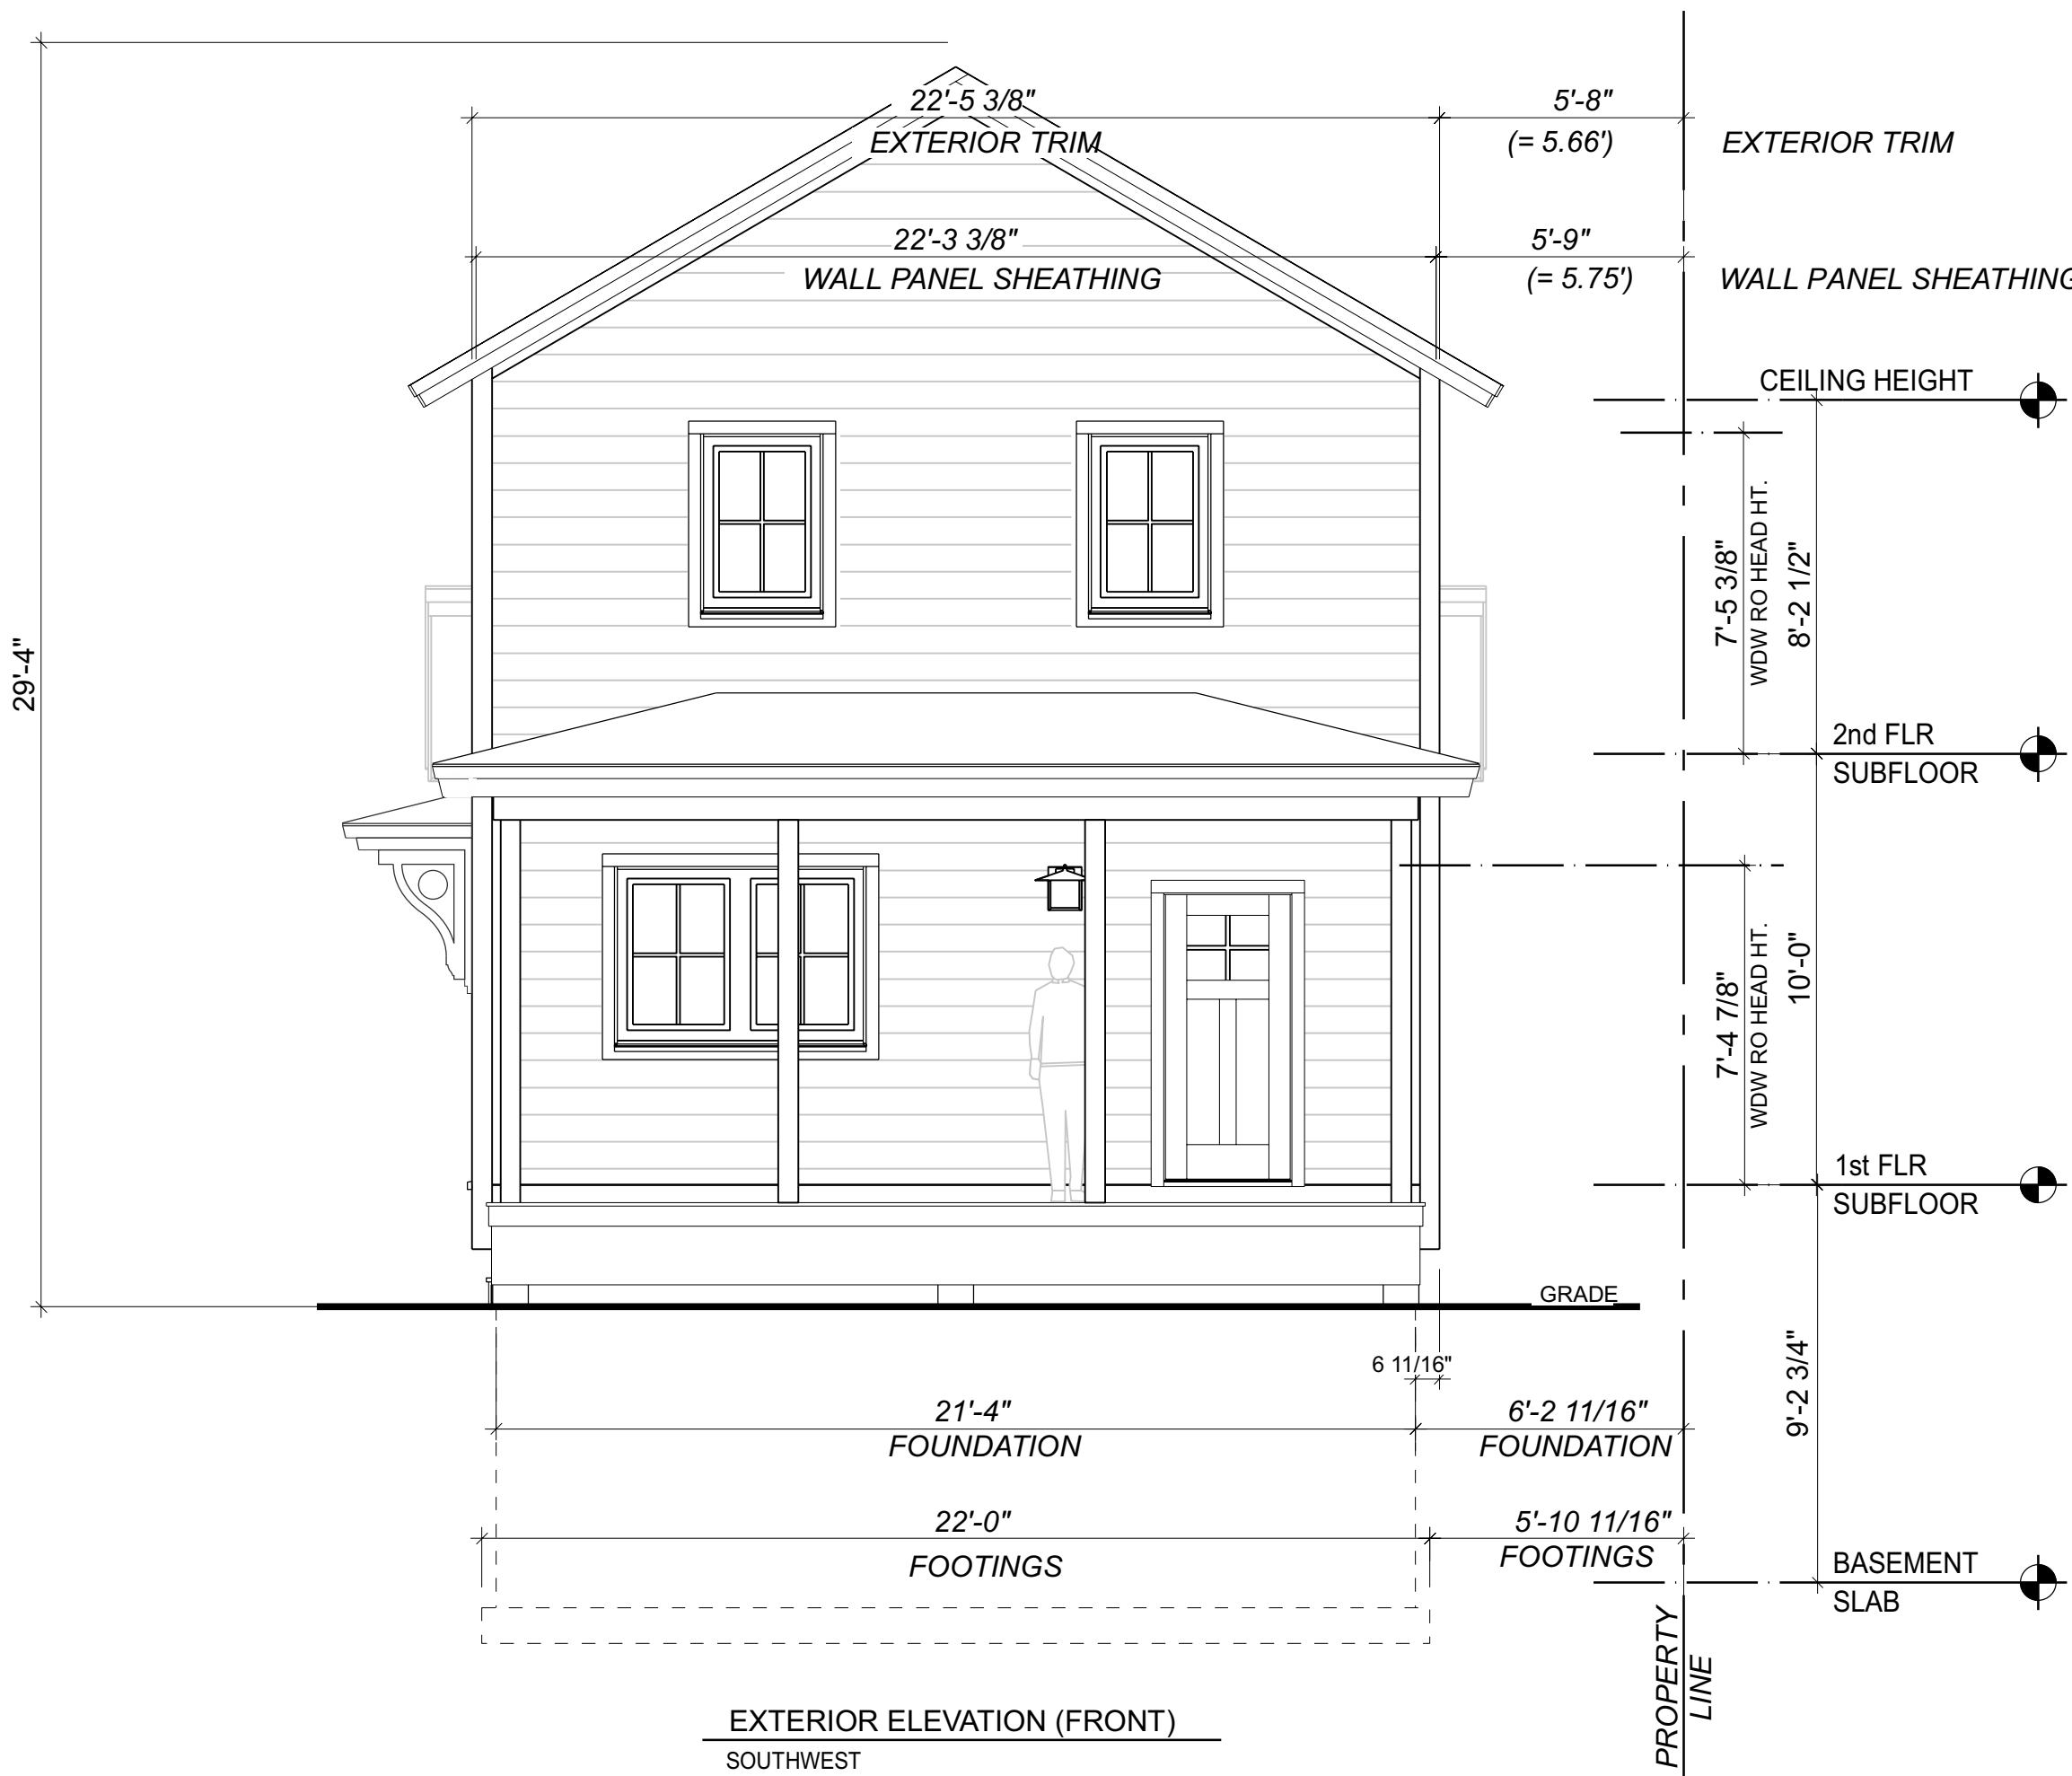 22'-5 3/8"
EXTERIOR TRIM
5'-8"
(= 5.66')
EXTERIOR TRIM
22'-3 3/8"
WALL PANEL SHEATHING
5'-9"
(= 5.75')
WALL PANEL SHEATHING
CEILING HEIGHT
7'-5 3/8"
WDW RO HEAD HT.
8'-2 1/2"
29'-4"
2nd FLR
SUBFLOOR
7'-4 7/8"
WDW RO HEAD HT.
10'-0"
1st FLR
SUBFLOOR
GRADE
6 11/16"
9'-2 3/4"
21'-4"
FOUNDATION
6'-2 11/16"
FOUNDATION
22'-0"
FOOTINGS
5'-10 11/16"
FOOTINGS
BASEMENT
SLAB
PROPERTY
LINE
EXTERIOR ELEVATION (FRONT)
SOUTHWEST